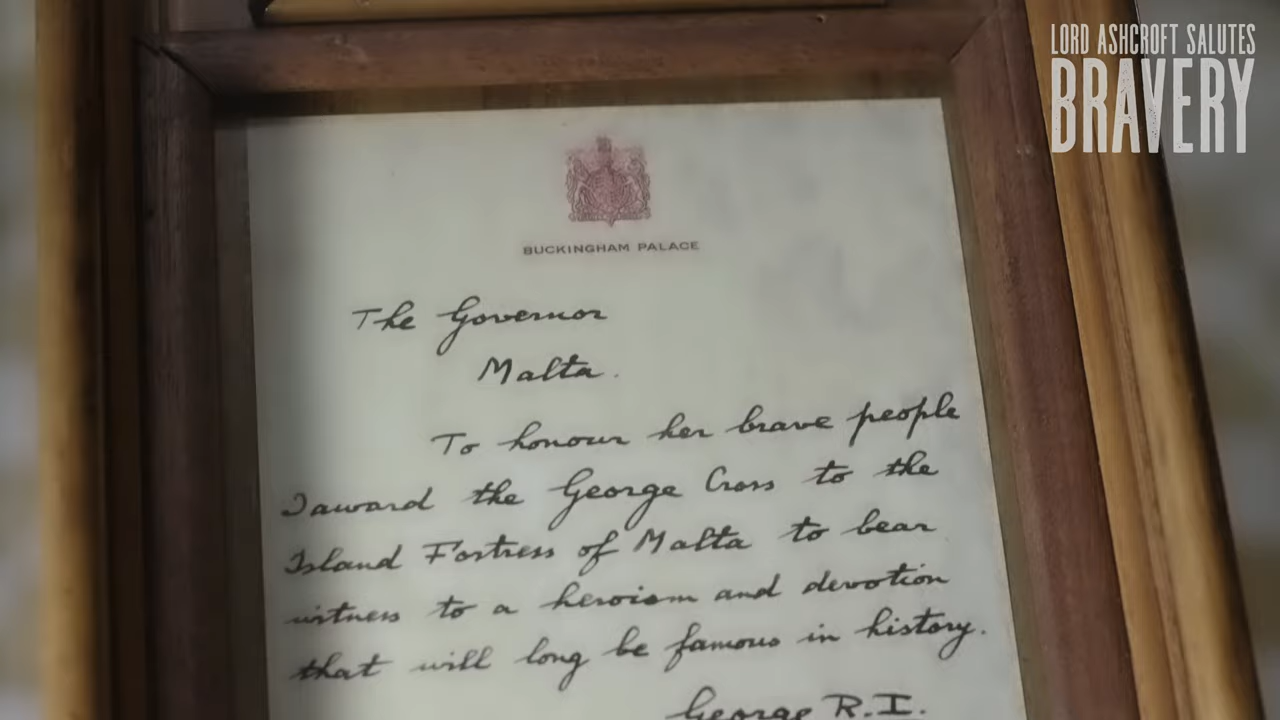 LORD ASHCROFT SALUTES
BRAVERY
BUCKINGHAM PALACE
The Governor
Malta.
To honour her brave people
I award the George Cross to the
Island Fortress of Malta to bear
witness to a heroism and devotion
that will long be famous in history.
George R.I.